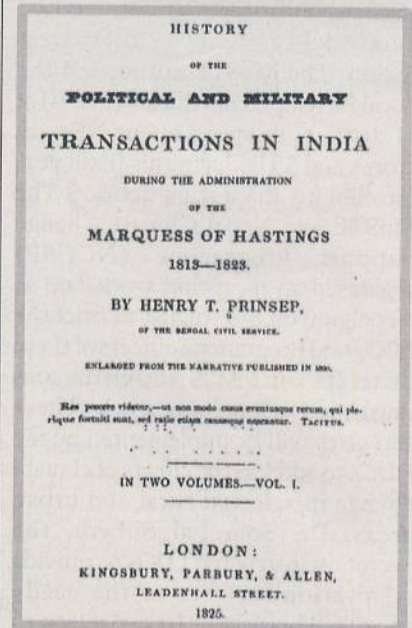 HISTORY
OF THE
POLITICAL AND MILITARY
TRANSACTIONS IN INDIA
DURING THE ADMINISTRATION
OF THE
MARQUESS OF HASTINGS
1813—1823.
BY HENRY T. PRINSEP,
OF THE BENGAL CIVIL SERVICE.
ENLARGED FROM THE NARRATIVE PUBLISHED IN 1820.
Res poscere videtur,—ut non modo casus eventusque rerum, qui ple-
rique fortuiti sunt, sed ratio etiam causæque noscantur. TACITUS.
IN TWO VOLUMES.—VOL. I.
LONDON:
KINGSBURY, PARBURY, & ALLEN,
LEADENHALL STREET.
1825.